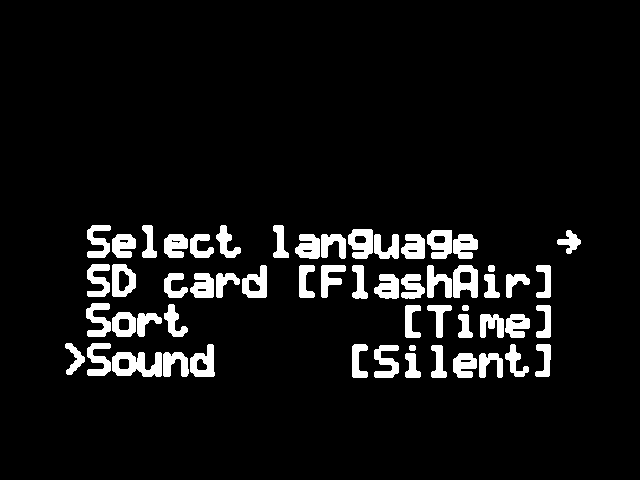 Select language →
SD card [FlashAir]
Sort [Time]
>Sound [Silent]